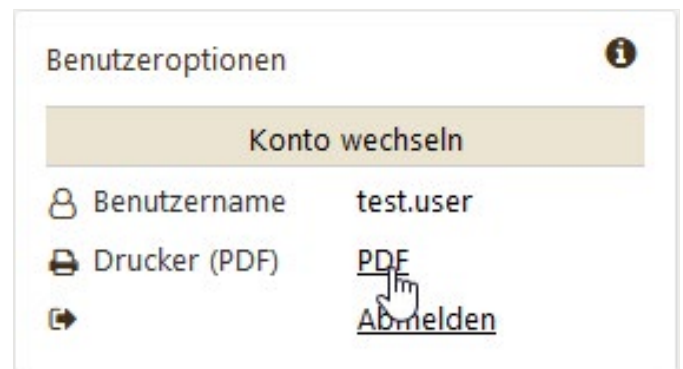 Benutzeroptionen
Konto wechseln
Benutzername test.user
Drucker (PDF) PDF
Abmelden